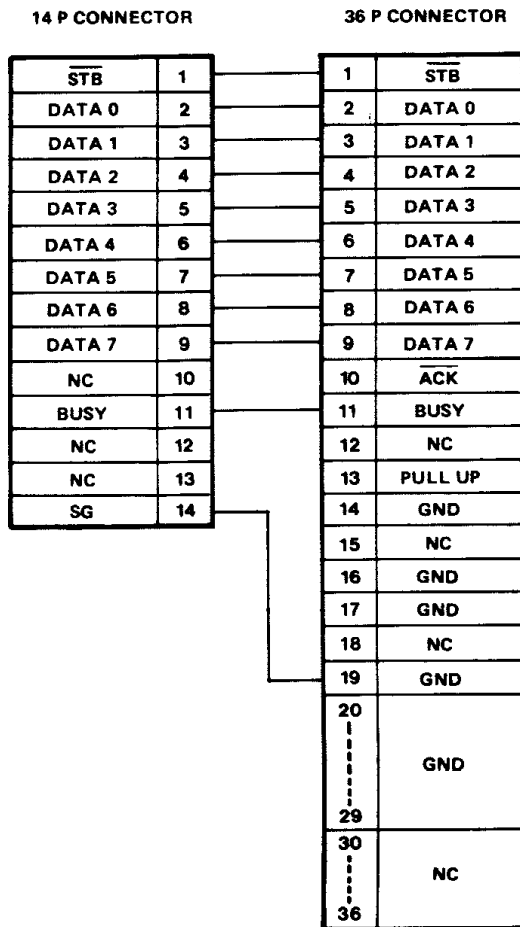 14 P CONNECTOR 36 P CONNECTOR
STB 1 1 STB
DATA 0 2 2 DATA 0
DATA 1 3 3 DATA 1
DATA 2 4 4 DATA 2
DATA 3 5 5 DATA 3
DATA 4 6 6 DATA 4
DATA 5 7 7 DATA 5
DATA 6 8 8 DATA 6
DATA 7 9 9 DATA 7
NC 10 10 ACK
BUSY 11 11 BUSY
NC 12 12 NC
NC 13 13 PULL UP
SG 14 14 GND
15 NC
16 GND
17 GND
18 NC
19 GND
20
GND
29
30
NC
36